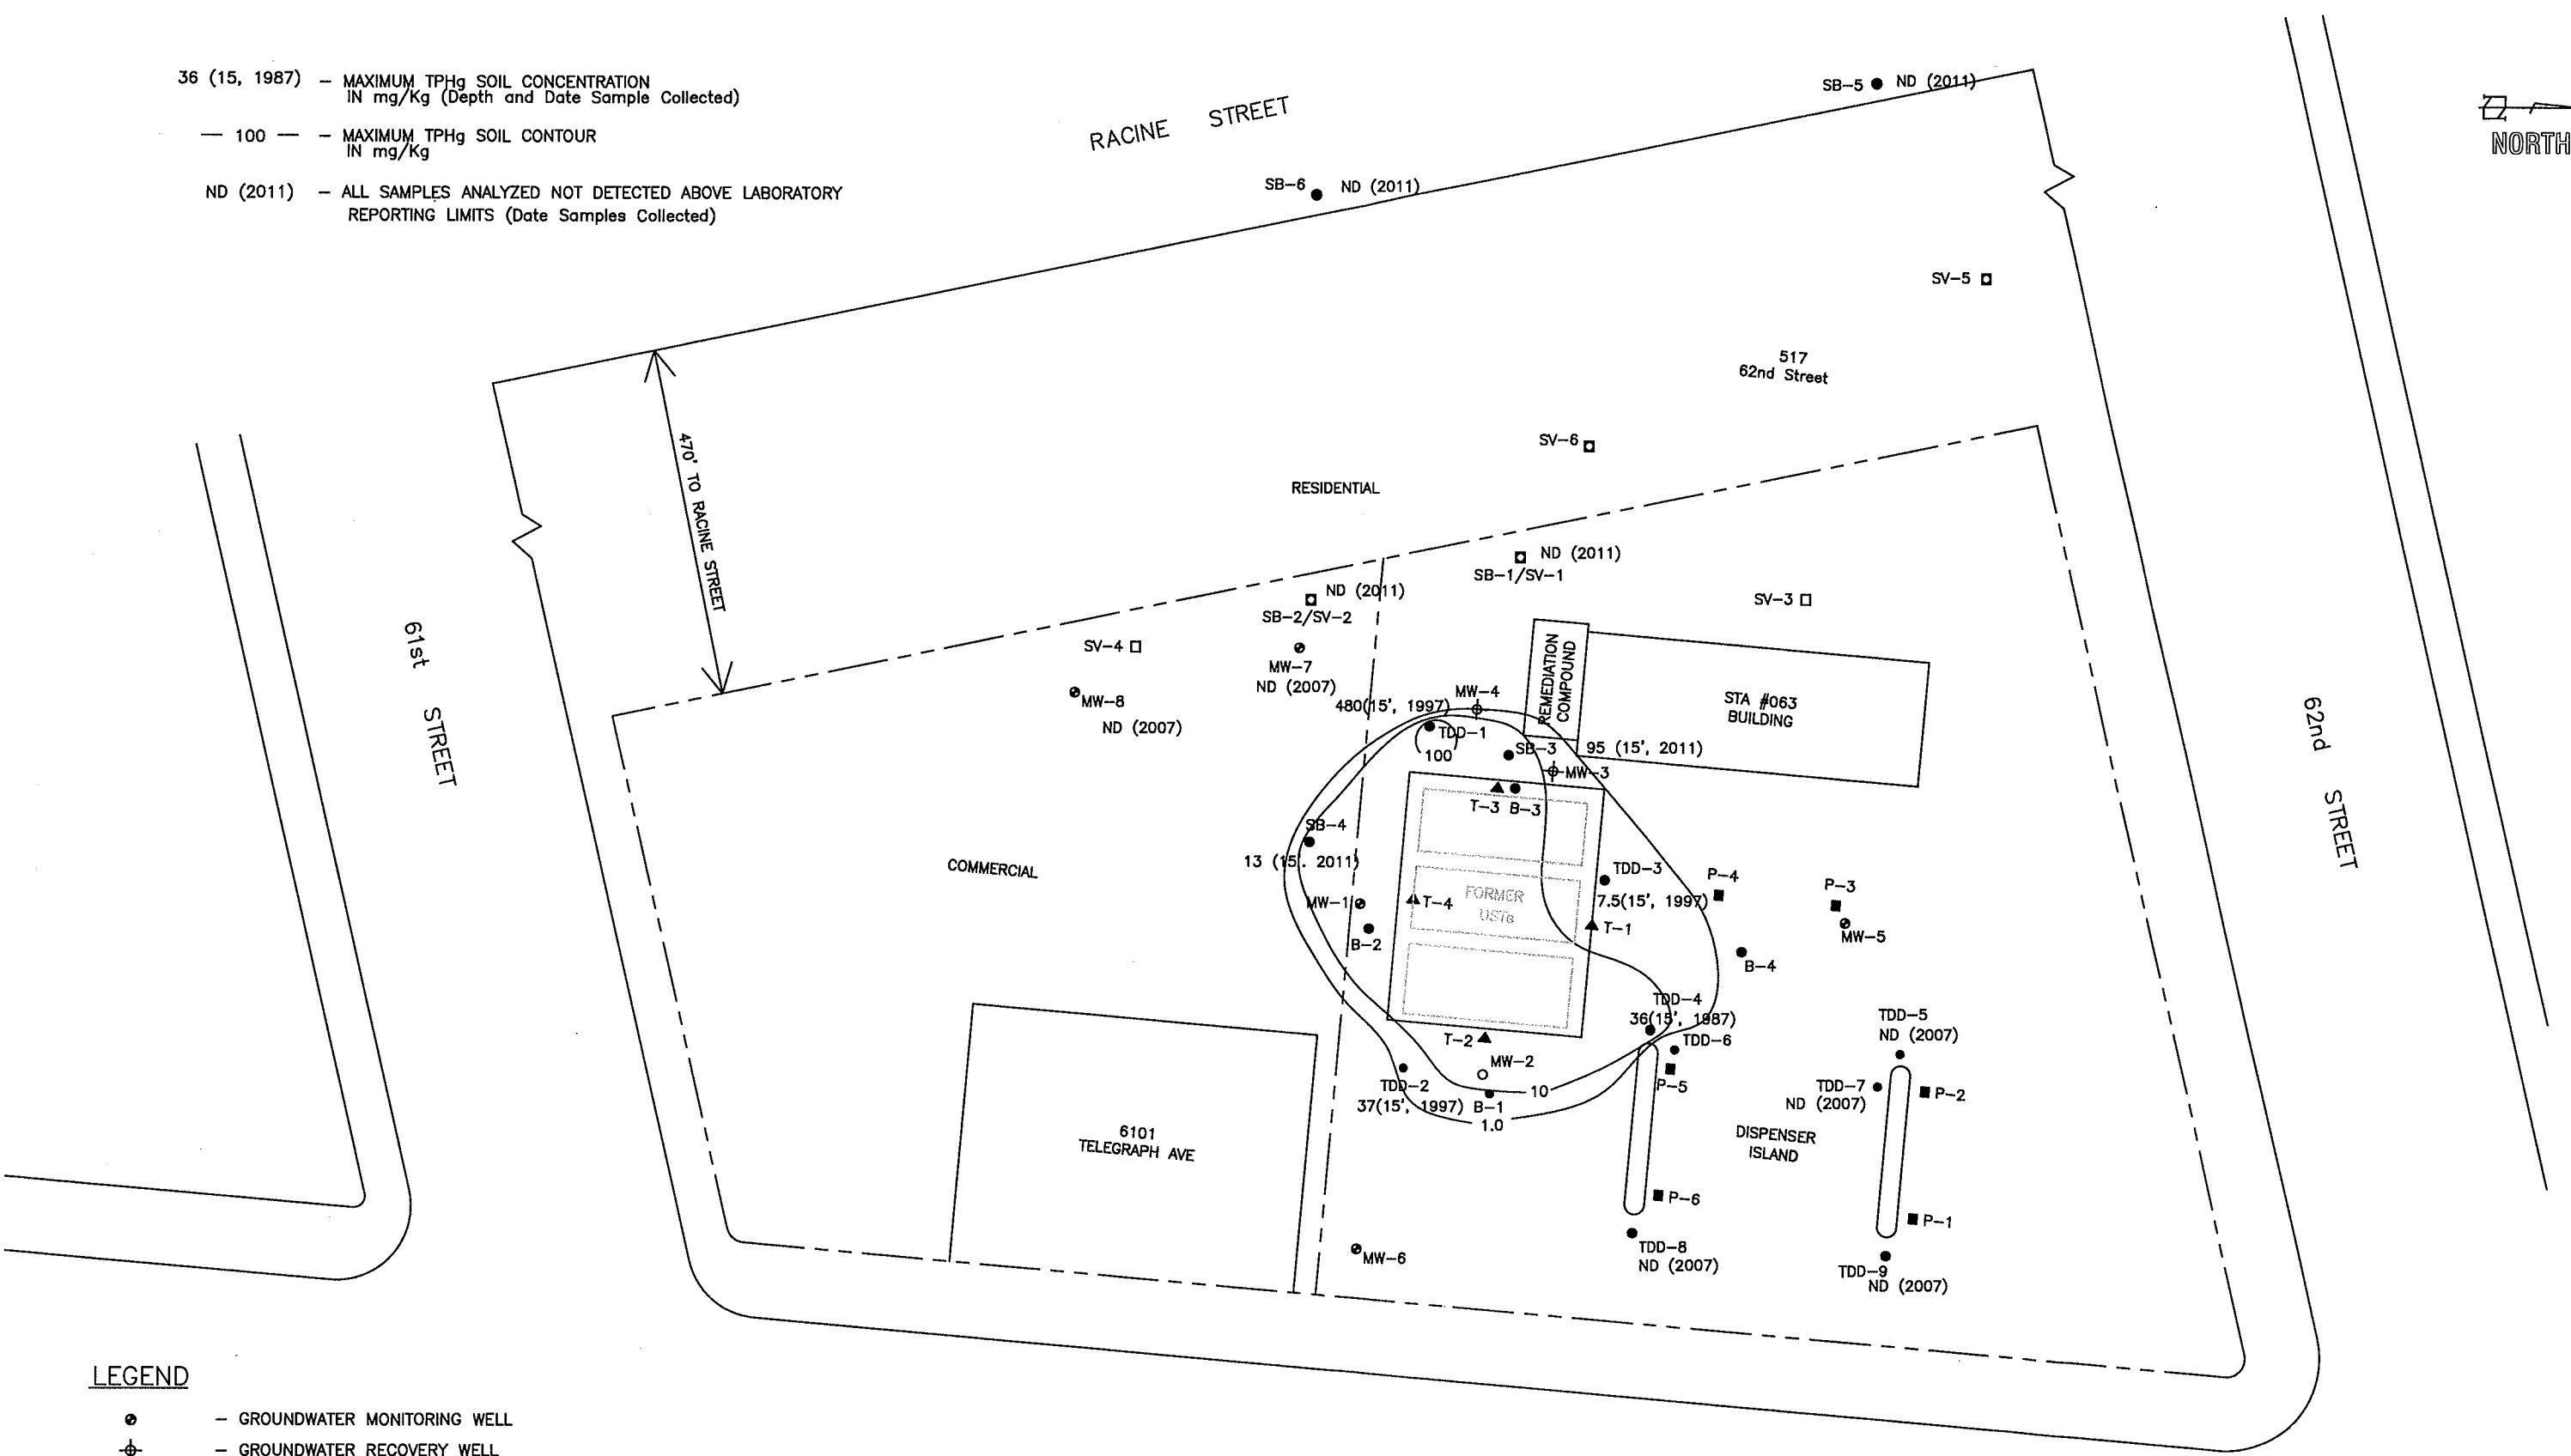 36 (15, 1987) – MAXIMUM TPHg SOIL CONCENTRATION
IN mg/Kg (Depth and Date Sample Collected)
— 100 — – MAXIMUM TPHg SOIL CONTOUR
IN mg/Kg
ND (2011) – ALL SAMPLES ANALYZED NOT DETECTED ABOVE LABORATORY
REPORTING LIMITS (Date Samples Collected)
RACINE STREET
SB-5 ND (2011)
NORTH
SB-6 ND (2011)
SV-5
517
62nd Street
SV-6
470' TO RACINE STREET
RESIDENTIAL
ND (2011)
SB-1/SV-1
ND (2011)
SB-2/SV-2
SV-3
SV-4
MW-7
ND (2007)
MW-8
ND (2007)
61st STREET
62nd STREET
REMEDIATION
COMPOUND
STA #063
BUILDING
MW-4
480(15', 1997)
TDD-1
100
SB-3
95 (15', 2011)
MW-3
T-3 B-3
SB-4
13 (15', 2011)
COMMERCIAL
TDD-3
7.5(15', 1997)
P-4
P-3
MW-5
MW-1
T-4
FORMER
USTs
T-1
B-2
B-4
TDD-4
36(15', 1987)
TDD-6
TDD-5
ND (2007)
T-2
MW-2
P-5
TDD-2
37(15', 1997)
B-1
10
1.0
TDD-7
ND (2007)
P-2
6101
TELEGRAPH AVE
DISPENSER
ISLAND
P-6
P-1
MW-6
TDD-8
ND (2007)
TDD-9
ND (2007)
LEGEND
– GROUNDWATER MONITORING WELL
– GROUNDWATER RECOVERY WELL